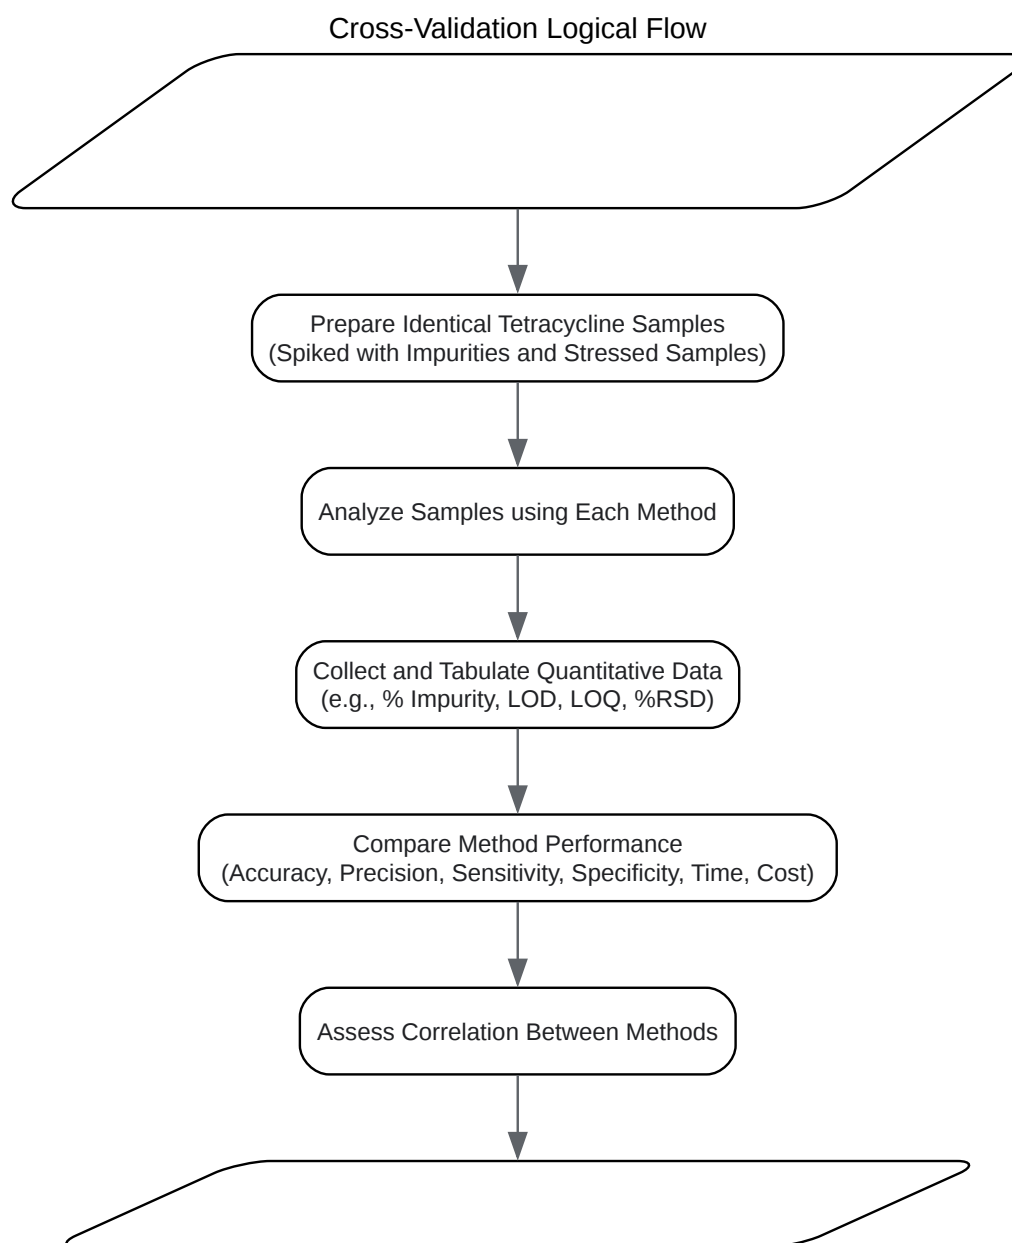 Cross-Validation Logical Flow
Prepare Identical Tetracycline Samples
(Spiked with Impurities and Stressed Samples)
Analyze Samples using Each Method
Collect and Tabulate Quantitative Data
(e.g., % Impurity, LOD, LOQ, %RSD)
Compare Method Performance
(Accuracy, Precision, Sensitivity, Specificity, Time, Cost)
Assess Correlation Between Methods